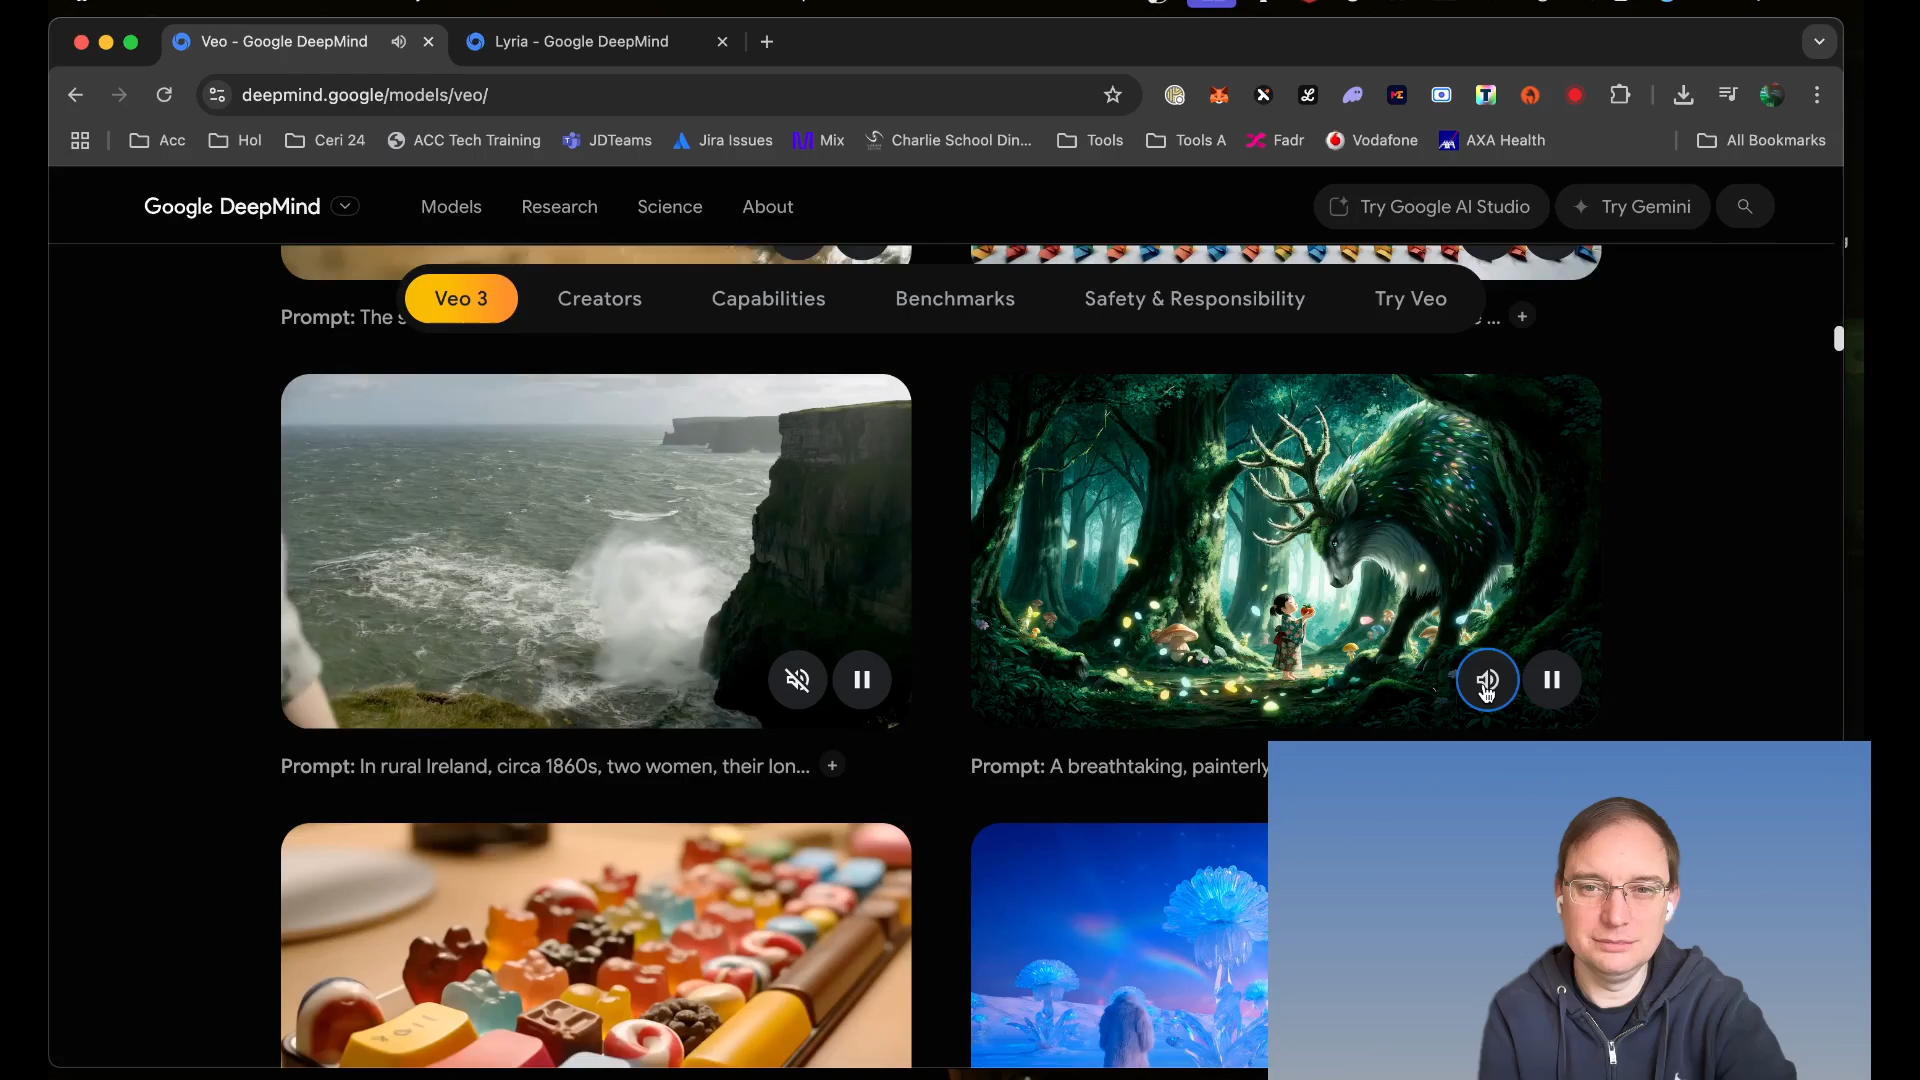 Veo - Google DeepMind
Lyria - Google DeepMind
deepmind.google/models/veo/
Acc
Hol
Ceri 24
ACC Tech Training
JDTeams
Jira Issues
Mix
Charlie School Din...
Tools
Tools A
Fadr
Vodafone
AXA Health
All Bookmarks
Google DeepMind
Models
Research
Science
About
Try Google AI Studio
Try Gemini
Veo 3
Creators
Capabilities
Benchmarks
Safety & Responsibility
Try Veo
Prompt: The
...
Prompt: In rural Ireland, circa 1860s, two women, their lon...
Prompt: A breathtaking, painterly